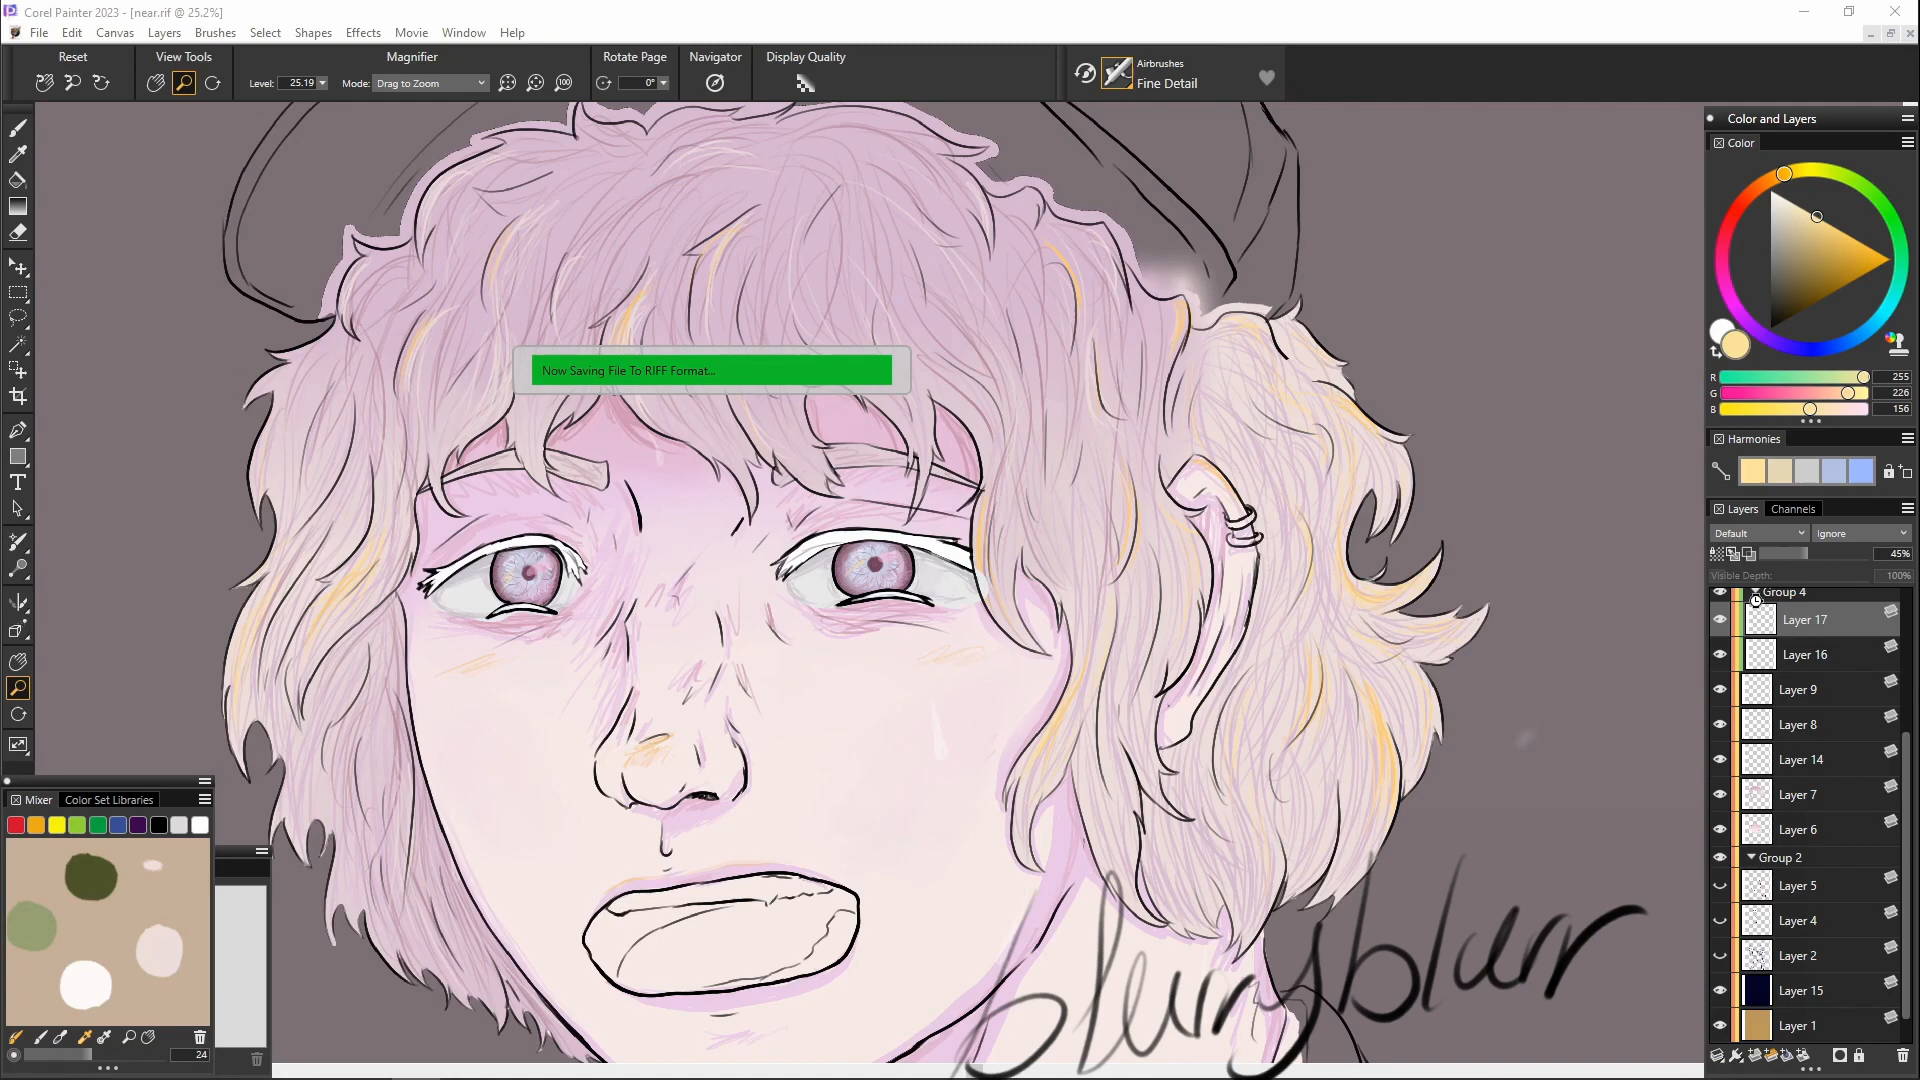 Corel Painter 2023 - [near.rif @ 25.2%]
File Edit Canvas Layers Brushes Select Shapes Effects Movie Window Help
Reset View Tools Magnifier Rotate Page Navigator Display Quality
Level: 25.19 Mode: Drag to Zoom 100 0°
Airbrushes
Fine Detail
Color and Layers
Color
R 255
G 226
B 156
Harmonies
Layers Channels
Default Ignore
45%
Visible Depth: 100%
Group 4
Layer 17
Layer 16
Layer 9
Layer 8
Layer 14
Layer 7
Layer 6
Group 2
Layer 5
Layer 4
Layer 2
Layer 15
Layer 1
Now Saving File To RIFF Format...
Mixer Color Set Libraries
24
blurryblurr